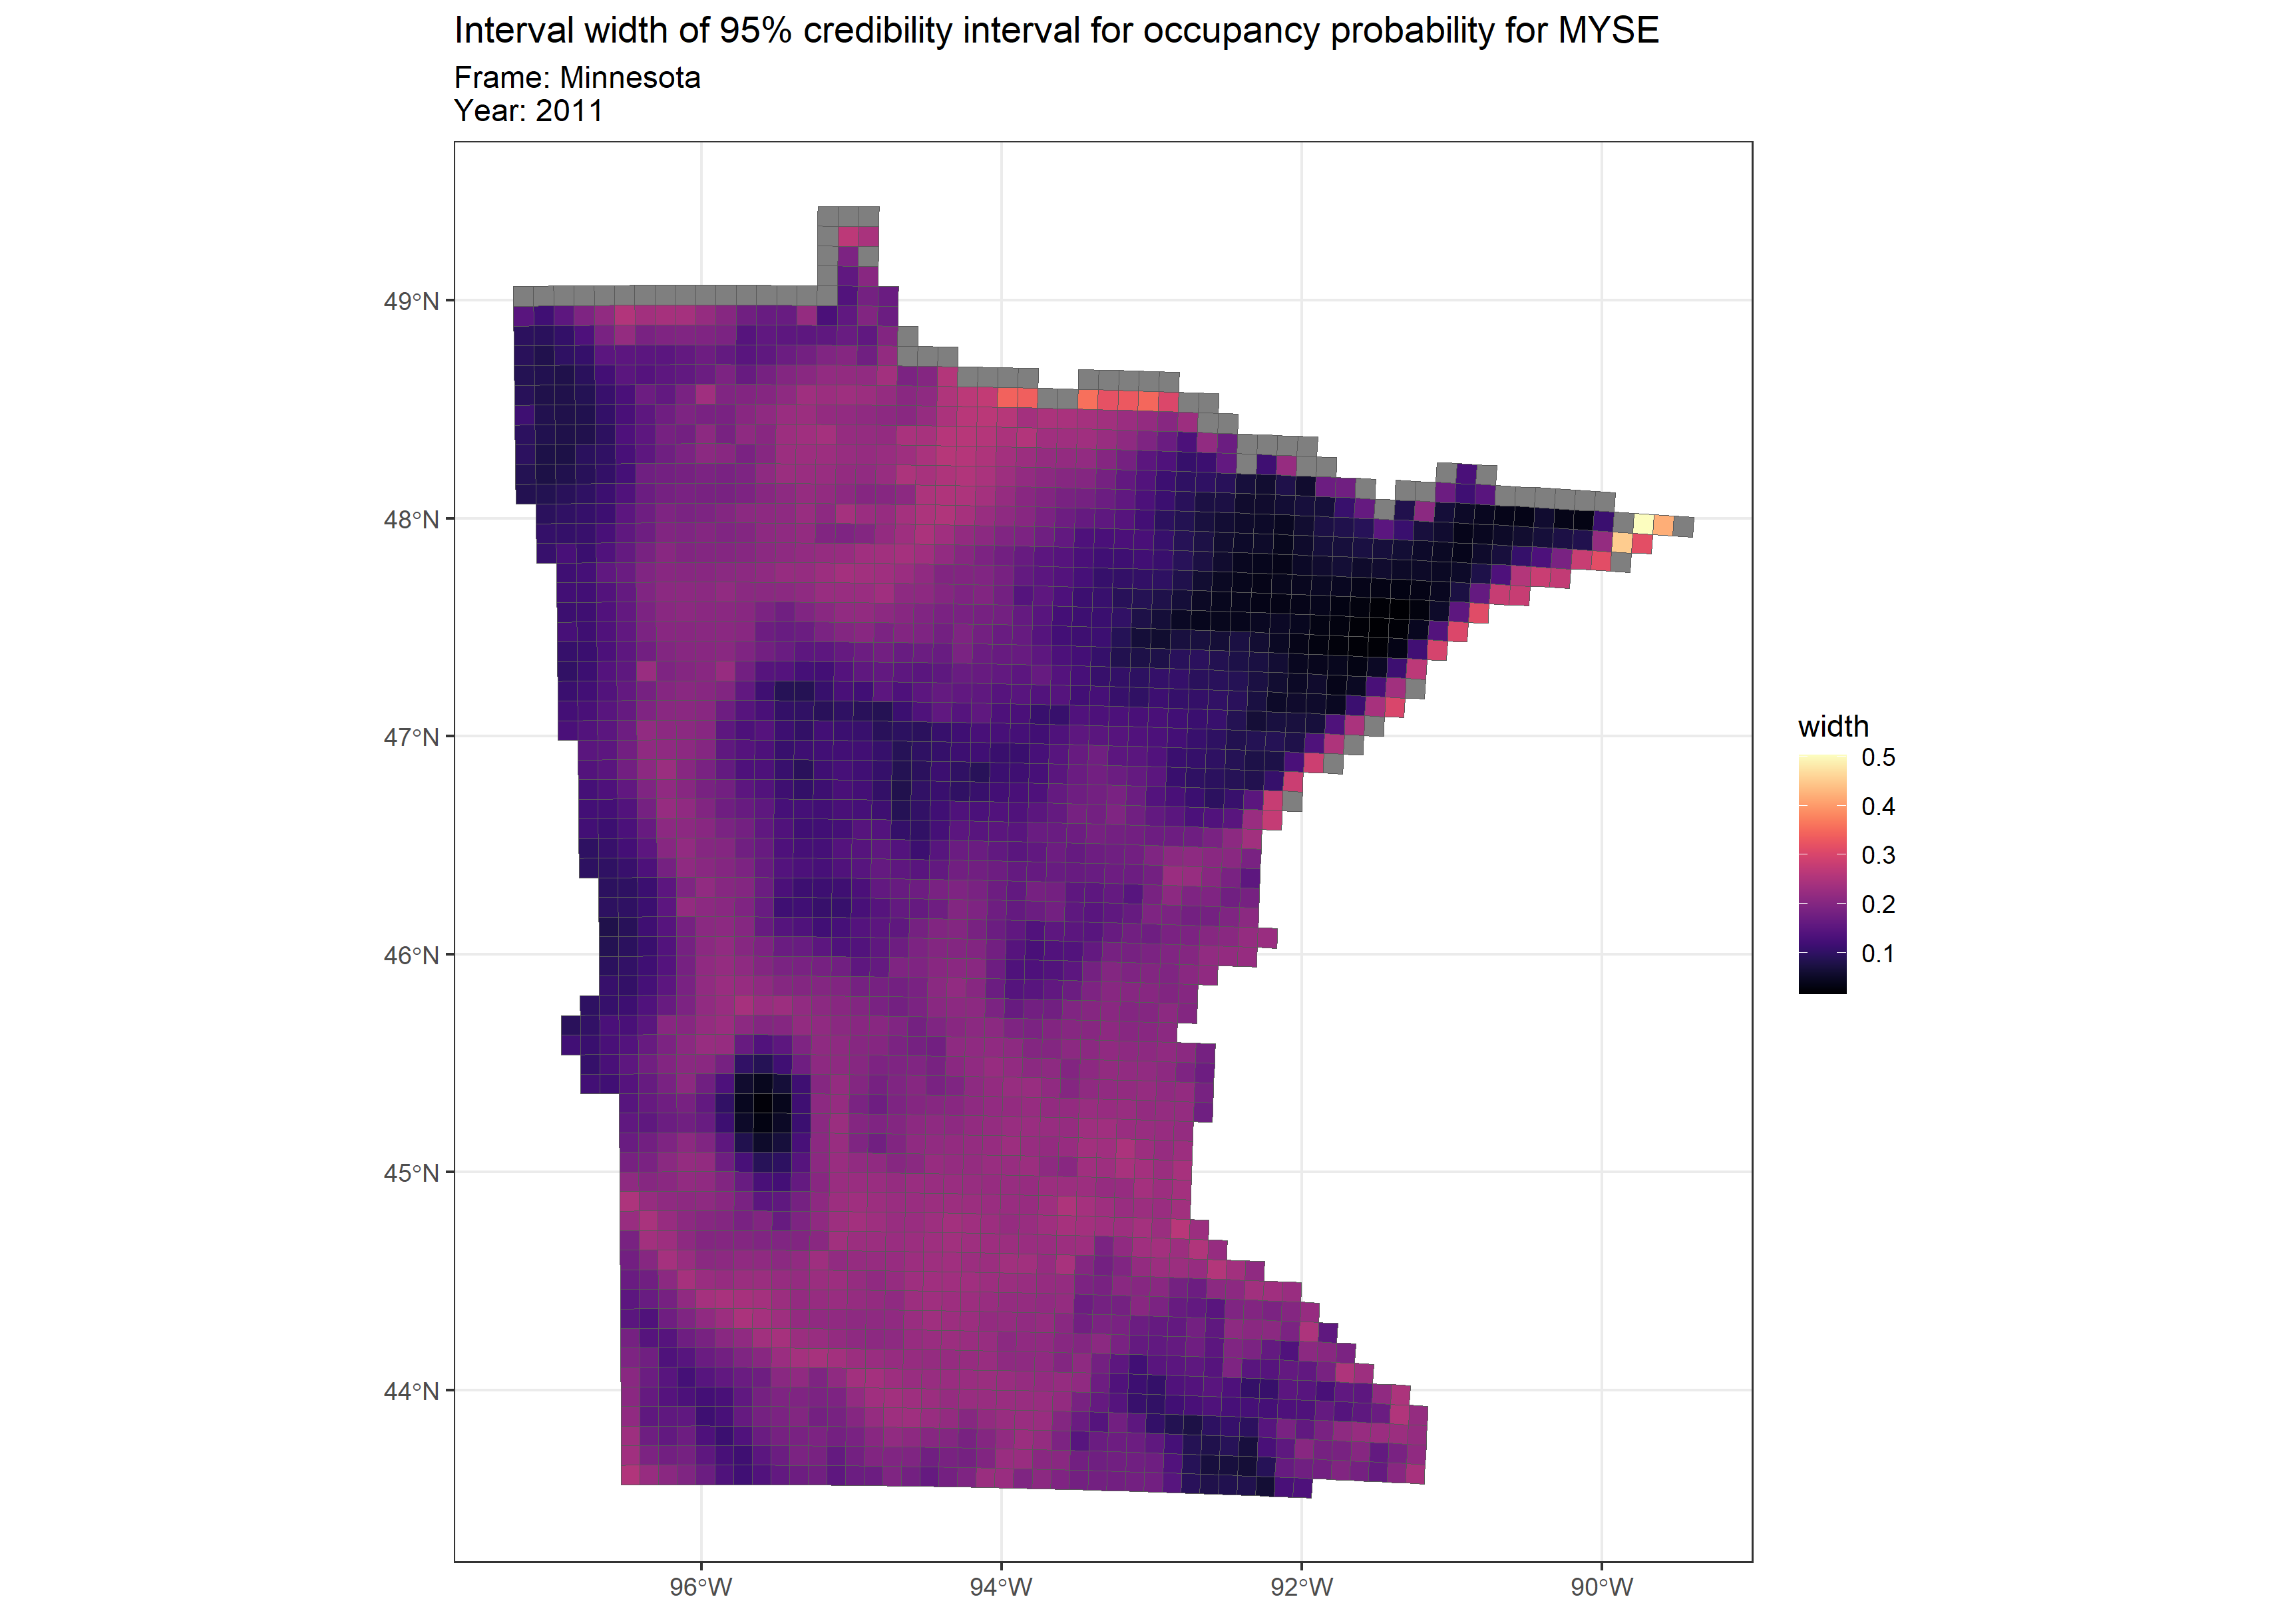 Interval width of 95% credibility interval for occupancy probability for MYSE
Frame: Minnesota
Year: 2011
49°N
48°N
47°N
46°N
45°N
44°N
96°W
94°W
92°W
90°W
width
0.5
0.4
0.3
0.2
0.1